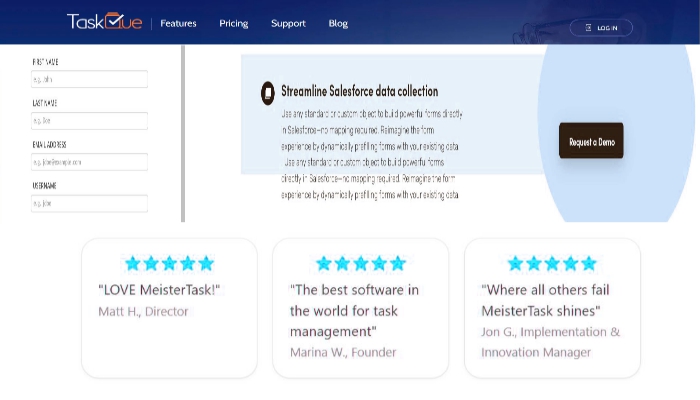 TaskQue
Features
Pricing
Support
Blog
LOG IN
FIRST NAME
e.g. John
LAST NAME
e.g. Doe
EMAIL ADDRESS
e.g. jdoe@example.com
USERNAME
e.g. jdoe
Streamline Salesforce data collection
Use any standard or custom object to build powerful forms directly
in Salesforce—no mapping required. Reimagine the form
experience by dynamically prefilling forms with your existing data.
Use any standard or custom object to build powerful forms
directly in Salesforce—no mapping required. Reimagine the form
experience by dynamically prefilling forms with your existing data.
Request a Demo
"LOVE MeisterTask!"
Matt H., Director
"The best software in
the world for task
management"
Marina W., Founder
"Where all others fail
MeisterTask shines"
Jon G., Implementation &
Innovation Manager